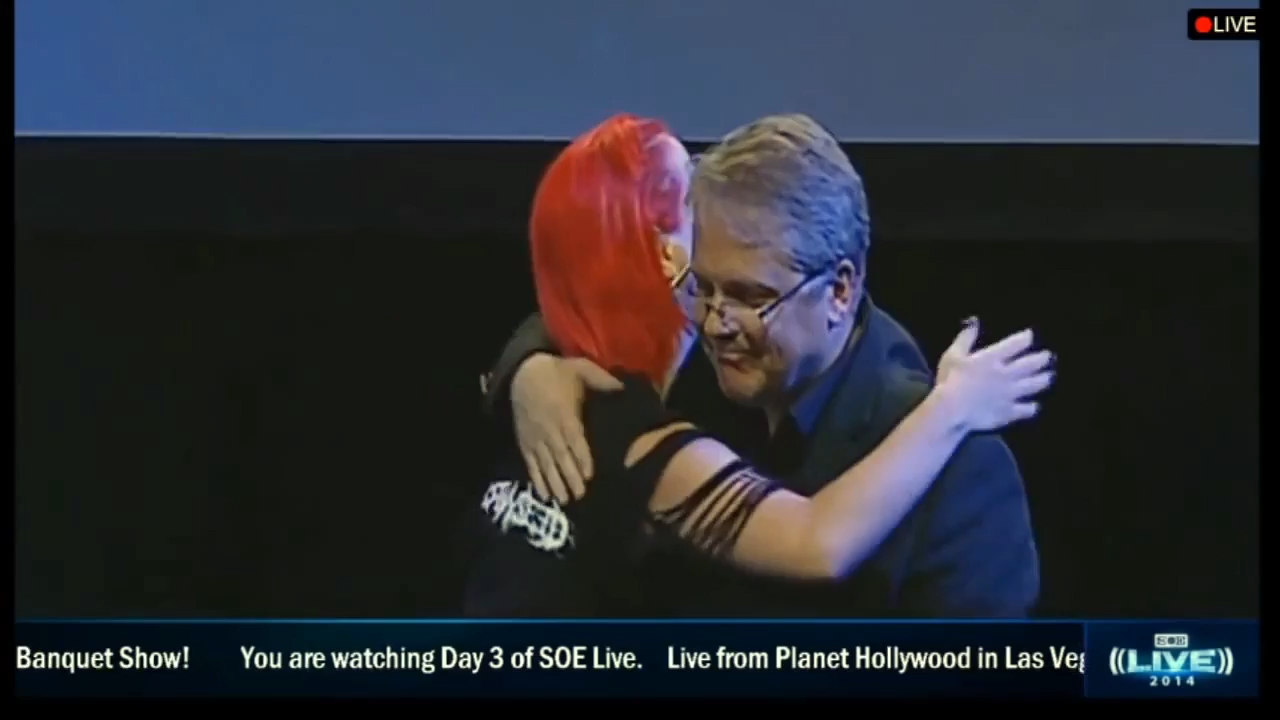 LIVE
Banquet Show! You are watching Day 3 of SOE Live. Live from Planet Hollywood in Las Veg
SOE
((LIVE))
2014